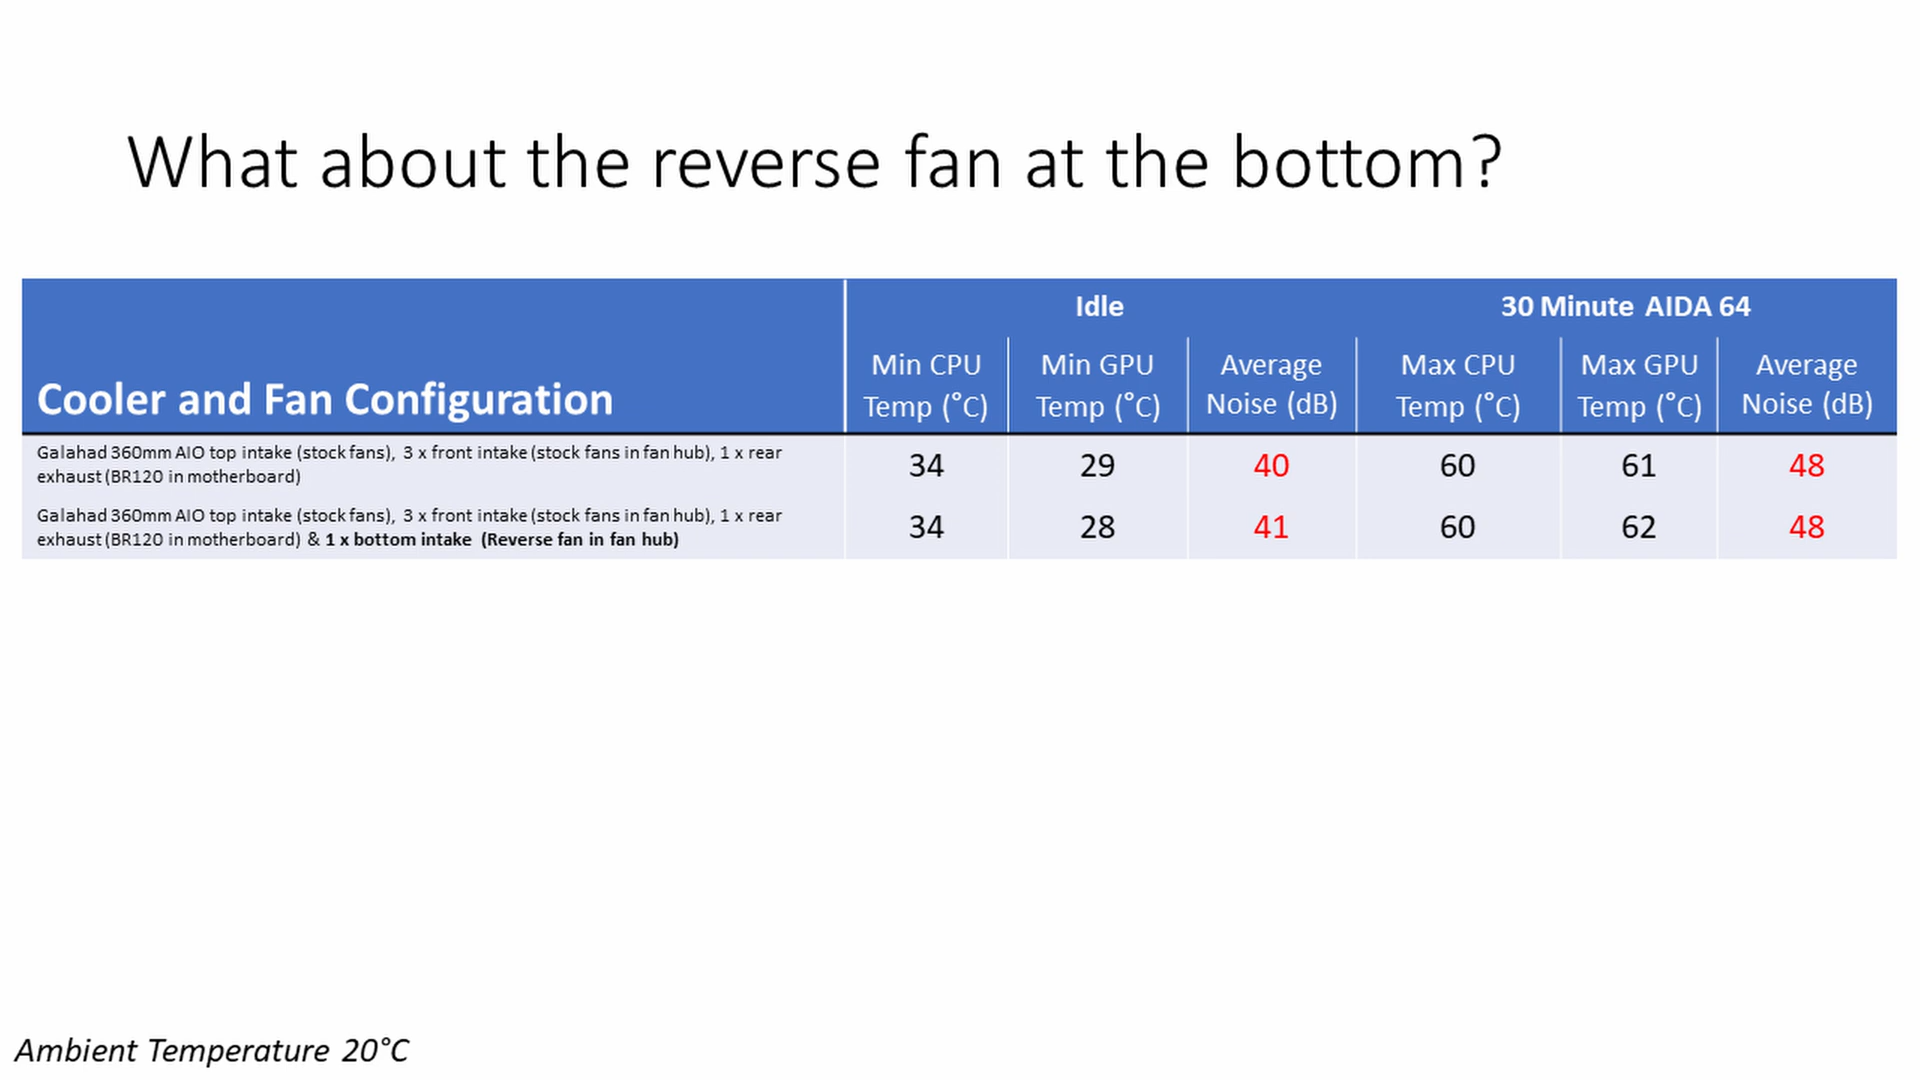 What about the reverse fan at the bottom?
Idle
30 Minute AIDA 64
Cooler and Fan Configuration
Min CPU
Temp (°C)
Min GPU
Temp (°C)
Average
Noise (dB)
Max CPU
Temp (°C)
Max GPU
Temp (°C)
Average
Noise (dB)
Galahad 360mm AIO top intake (stock fans), 3 x front intake (stock fans in fan hub), 1 x rear
exhaust (BR120 in motherboard)
34
29
40
60
61
48
Galahad 360mm AIO top intake (stock fans), 3 x front intake (stock fans in fan hub), 1 x rear
exhaust (BR120 in motherboard) & 1 x bottom intake (Reverse fan in fan hub)
34
28
41
60
62
48
Ambient Temperature 20°C